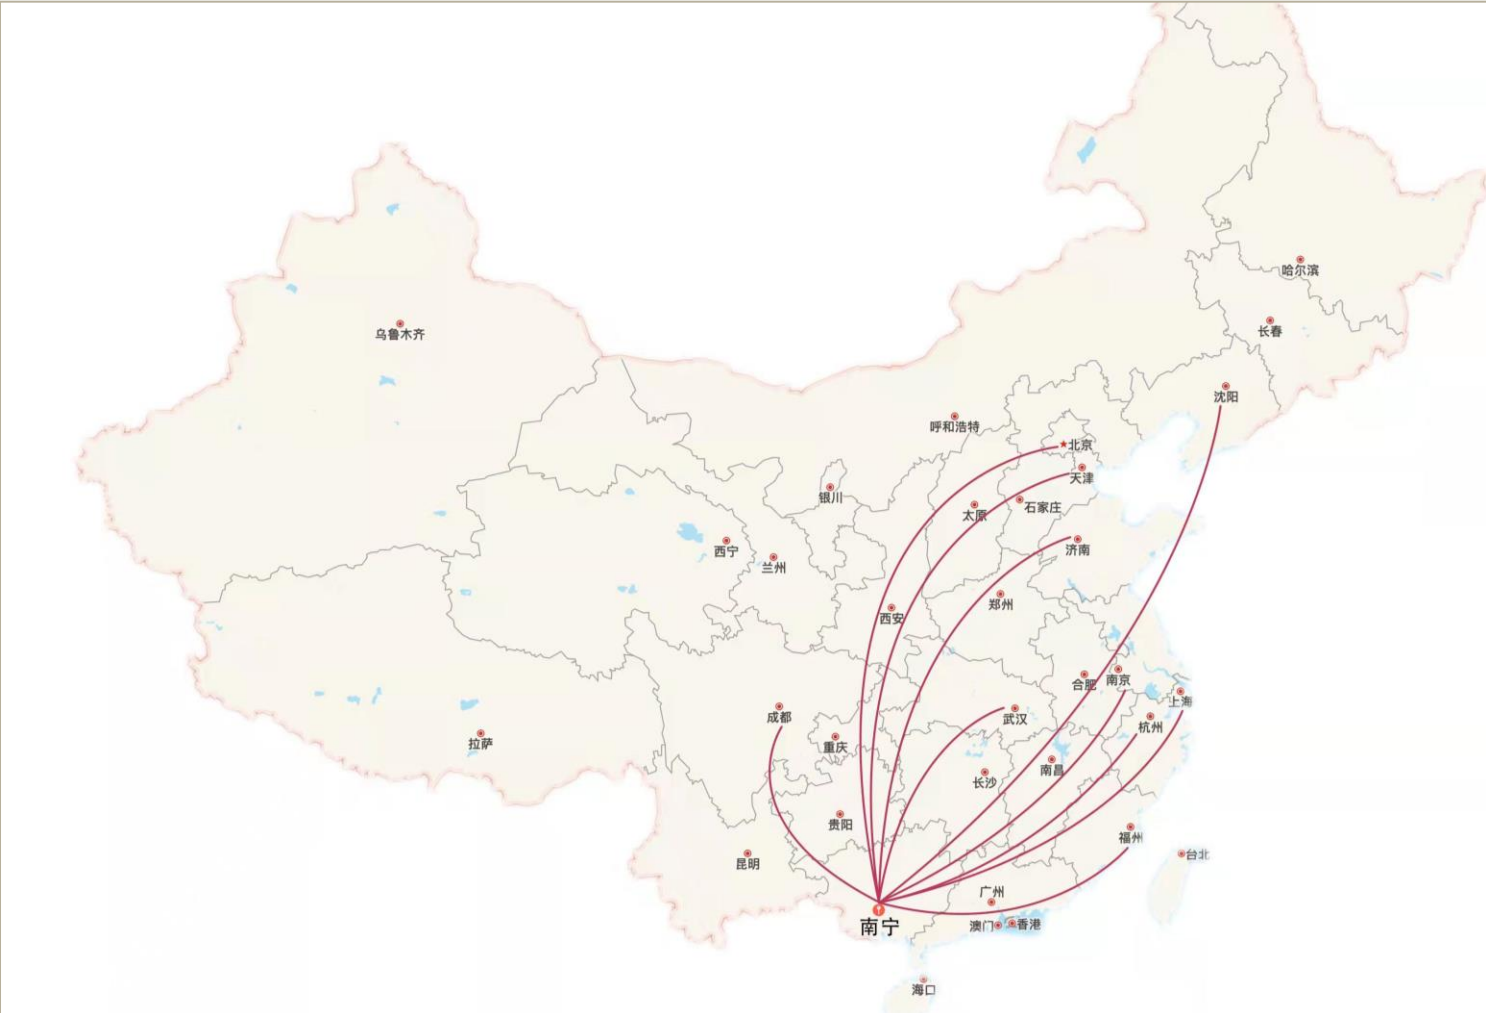 哈尔滨
长春
乌鲁木齐
沈阳
呼和浩特
北京
天津
银川
石家庄
太原
西宁
济南
兰州
郑州
西安
合肥
南京
上海
成都
武汉
杭州
拉萨
重庆
南昌
长沙
贵阳
福州
昆明
台北
广州
南宁
澳门
香港
海口